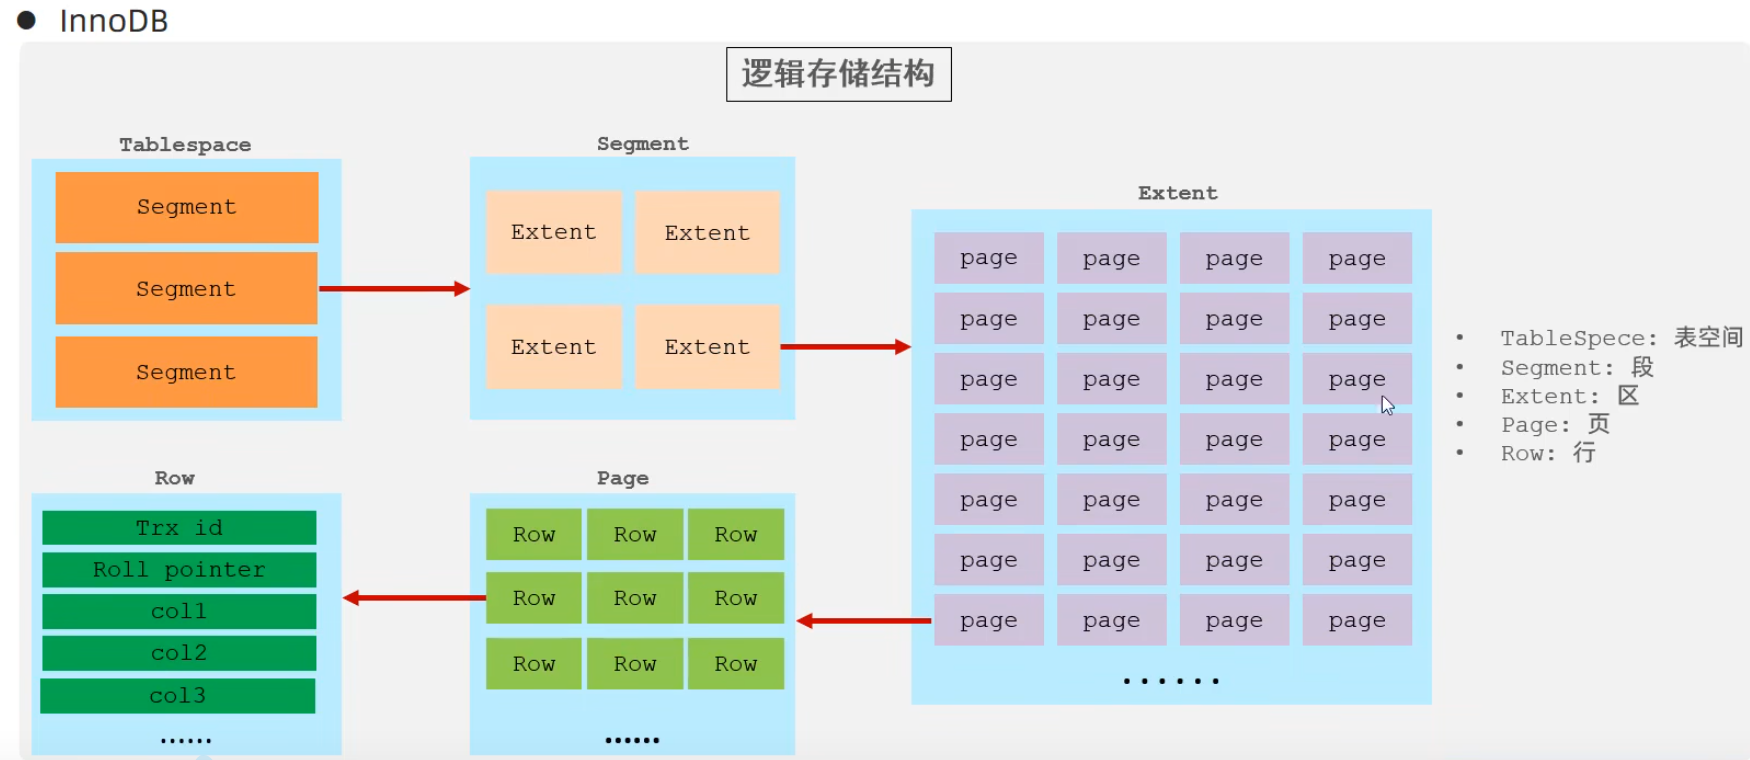 ● InnoDB
逻辑存储结构
Tablespace
Segment
Segment
Segment
Segment
Extent Extent
Extent Extent
Extent
page page page page
page page page page
page page page page
page page page page
page page page page
page page page page
page page page page
......
• TableSpece: 表空间
• Segment: 段
• Extent: 区
• Page: 页
• Row: 行
Row
Trx id
Roll pointer
col1
col2
col3
......
Page
Row Row Row
Row Row Row
Row Row Row
......